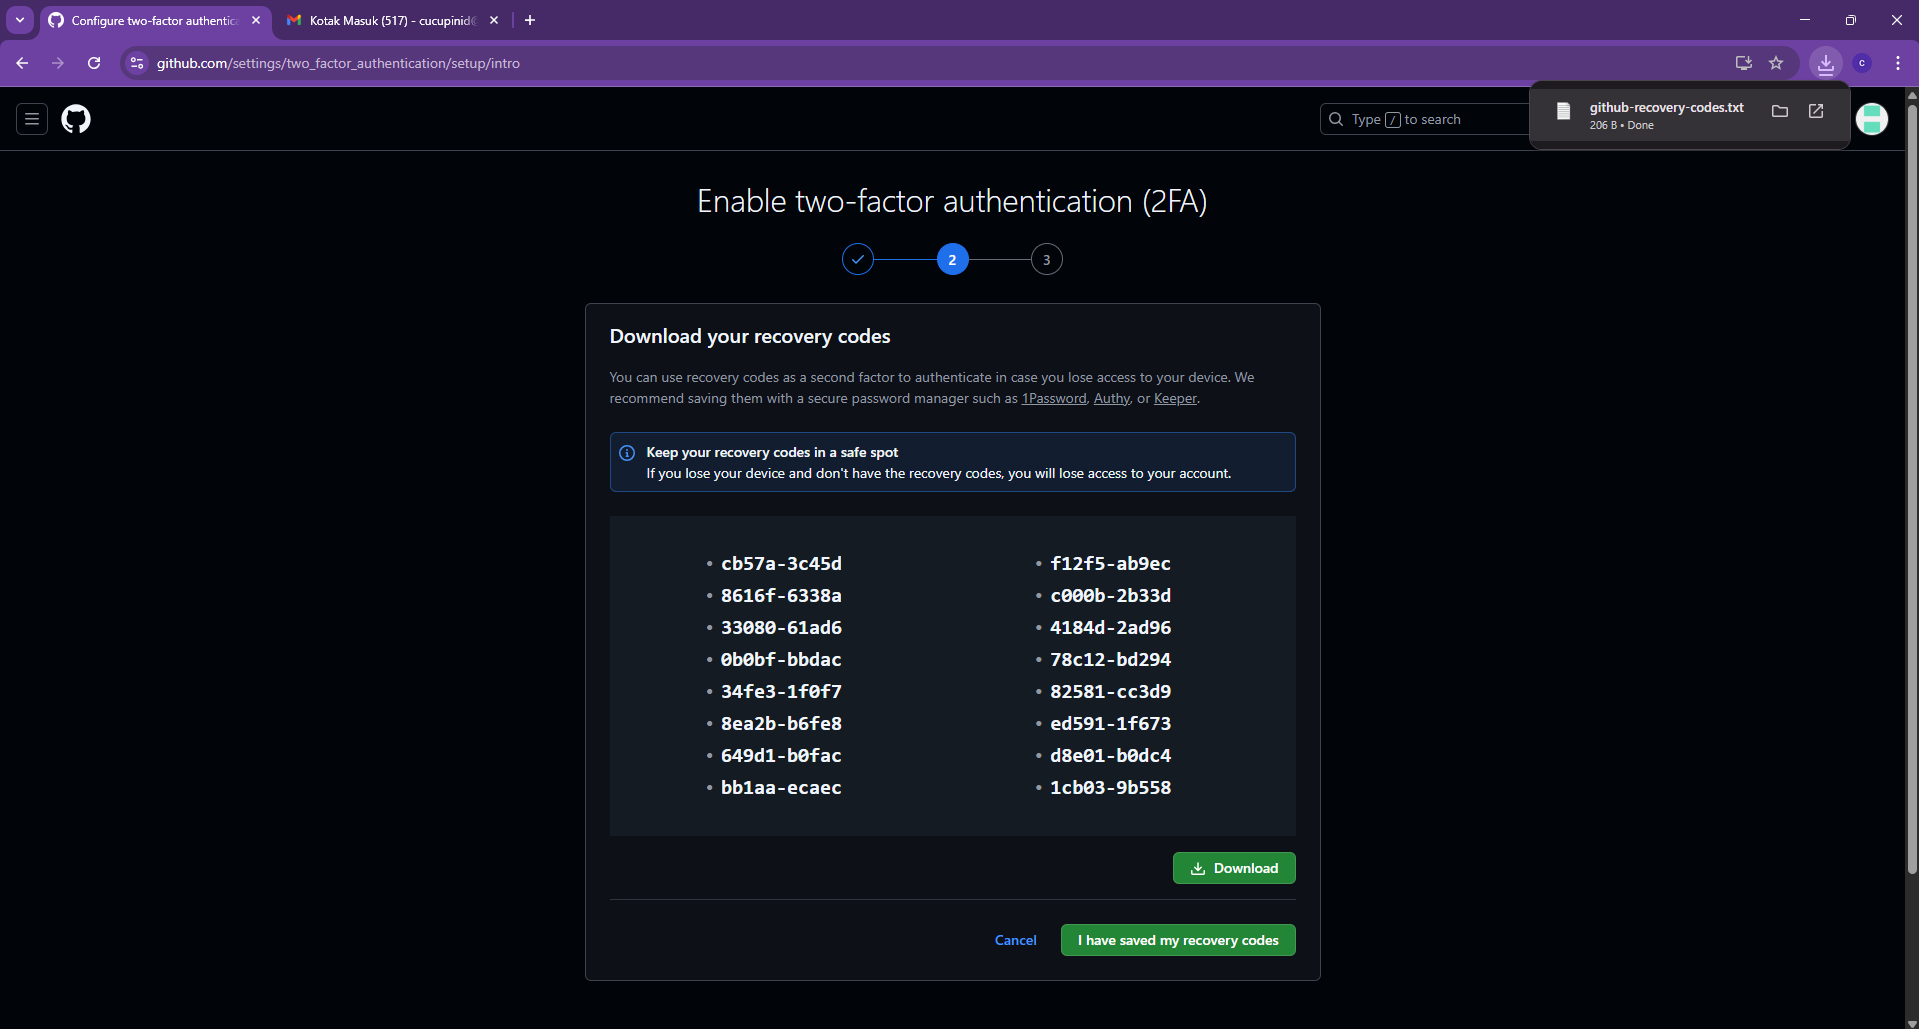 Configure two-factor authentic
Kotak Masuk (517) - cucupinid
github.com/settings/two_factor_authentication/setup/intro
c
Type / to search
github-recovery-codes.txt
206 B • Done
Enable two-factor authentication (2FA)
2
3
Download your recovery codes
You can use recovery codes as a second factor to authenticate in case you lose access to your device. We
recommend saving them with a secure password manager such as 1Password, Authy, or Keeper.
Keep your recovery codes in a safe spot
If you lose your device and don't have the recovery codes, you will lose access to your account.
• cb57a-3c45d
• 8616f-6338a
• 33080-61ad6
• 0b0bf-bbdac
• 34fe3-1f0f7
• 8ea2b-b6fe8
• 649d1-b0fac
• bb1aa-ecaec
• f12f5-ab9ec
• c000b-2b33d
• 4184d-2ad96
• 78c12-bd294
• 82581-cc3d9
• ed591-1f673
• d8e01-b0dc4
• 1cb03-9b558
Download
Cancel
I have saved my recovery codes